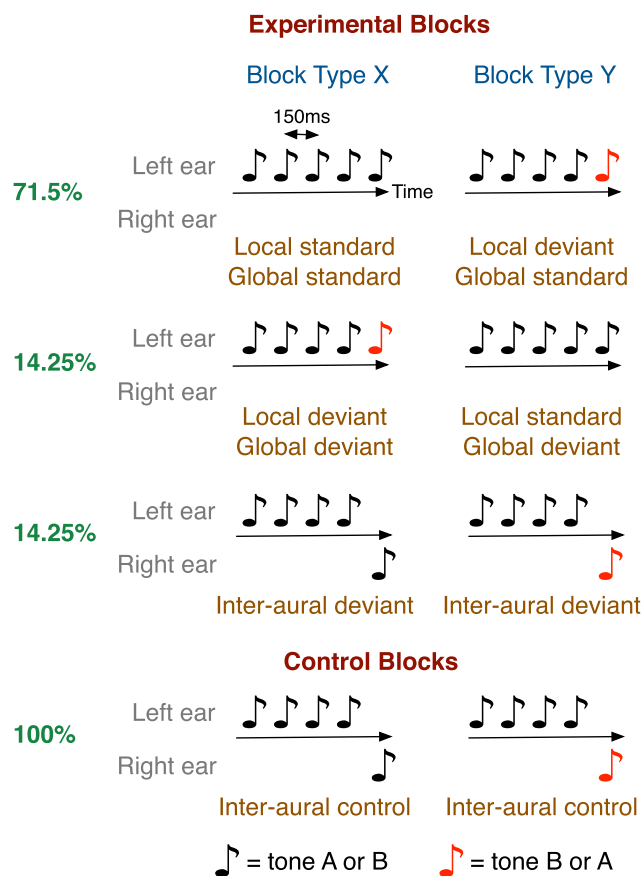 Experimental Blocks
Block Type X
Block Type Y
150ms
Left ear
71.5%
Time
Right ear
Local standard
Global standard
Local deviant
Global standard
Left ear
14.25%
Right ear
Local deviant
Global deviant
Local standard
Global deviant
Left ear
14.25%
Right ear
Inter-aural deviant
Inter-aural deviant
Control Blocks
Left ear
100%
Right ear
Inter-aural control
Inter-aural control
= tone A or B
= tone B or A